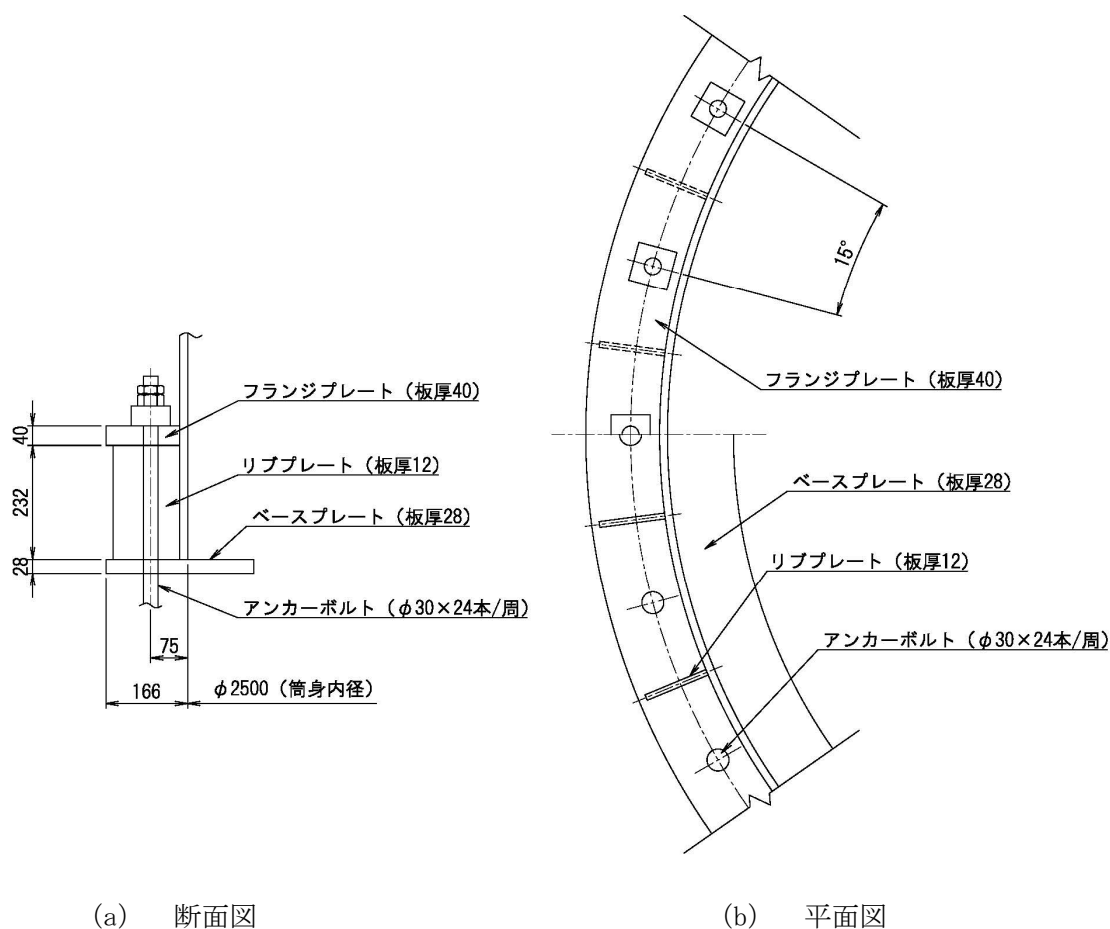 15°
フランジプレート（板厚40）
フランジプレート（板厚40）
40
リブプレート（板厚12）
ベースプレート（板厚28）
232
ベースプレート（板厚28）
リブプレート（板厚12）
28
アンカーボルト（φ30×24本/周）
アンカーボルト（φ30×24本/周）
75
166
φ2500（筒身内径）
(a) 断面図
(b) 平面図